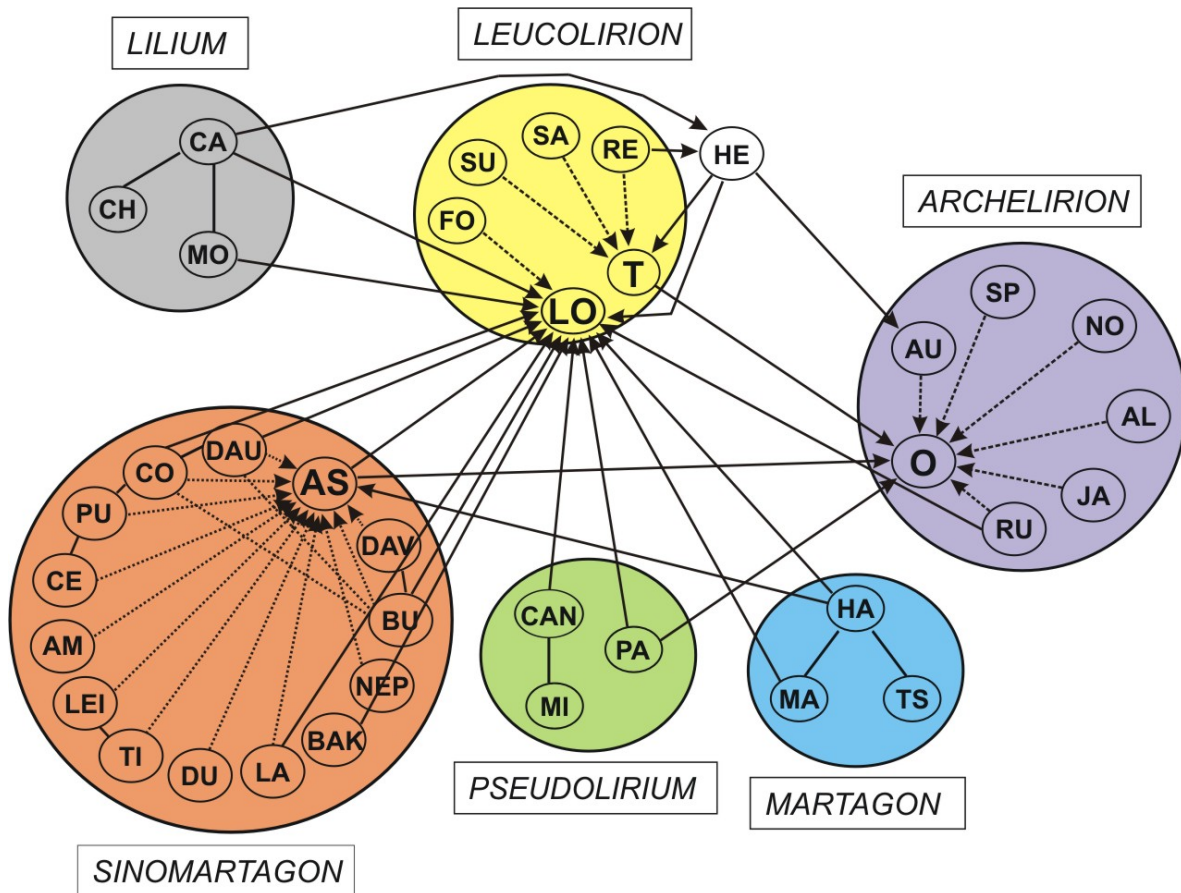 LILIUM
LEUCOLIRION
CA
CH
MO
SU
SA
RE
FO
T
LO
HE
ARCHELIRION
SP
NO
AU
AL
O
JA
RU
DAU
CO
AS
PU
DAV
CE
BU
AM
NEP
LEI
BAK
TI
DU
LA
CAN
PA
MI
HA
MA
TS
PSEUDOLIRIUM
MARTAGON
SINOMARTAGON